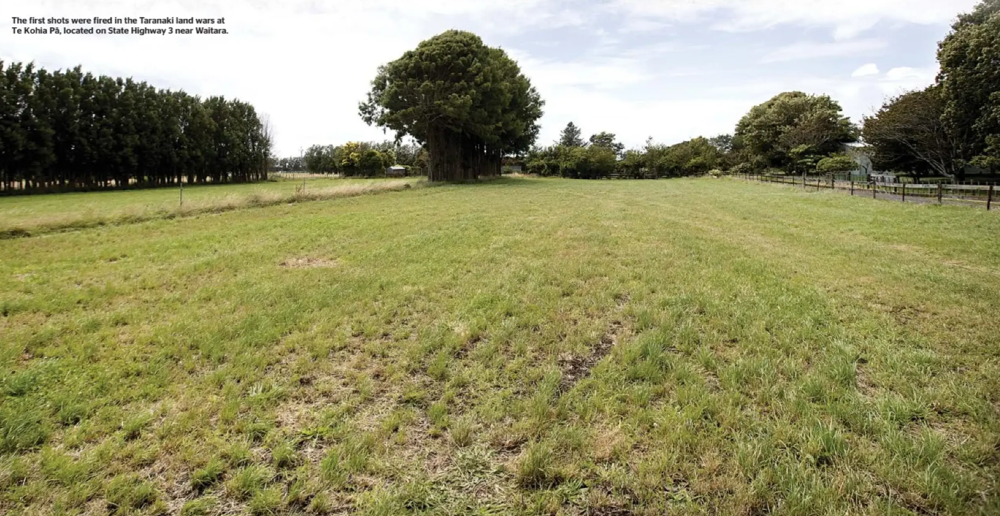 The first shots were fired in the Taranaki land wars at
Te Kohia Pā, located on State Highway 3 near Waitara.